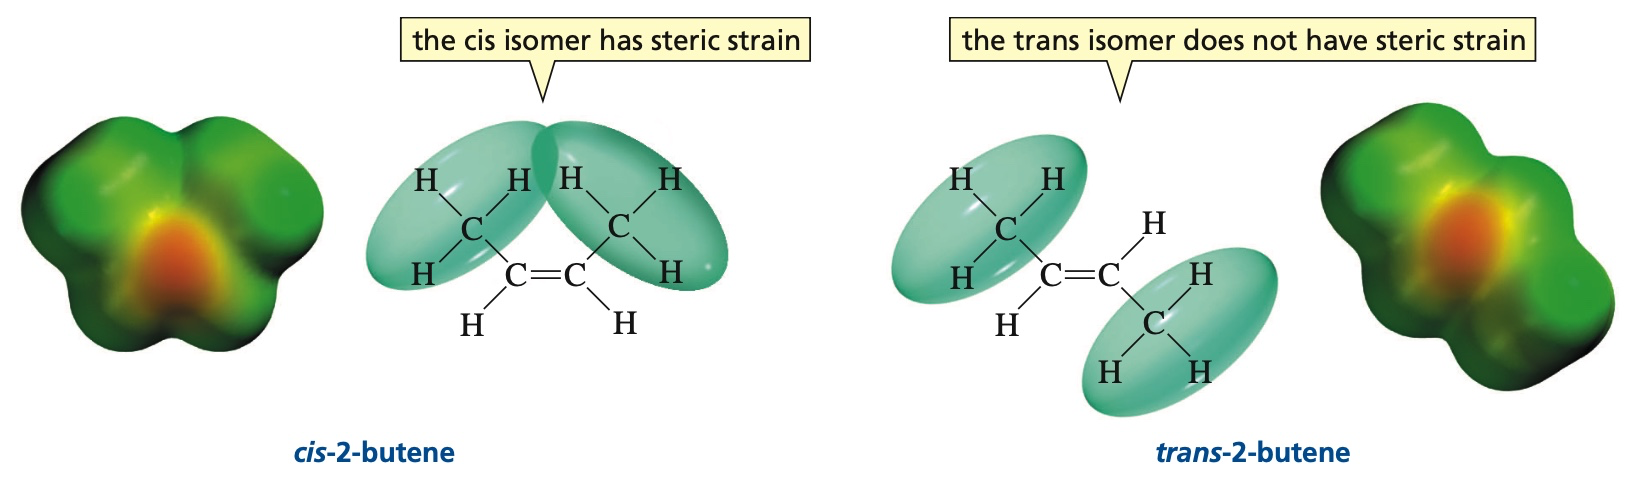 the cis isomer has steric strain
the trans isomer does not have steric strain
H H H H
C C
H H
C=C
H H
H H
C
H
H
C=C
H
H
C
H H
cis-2-butene
trans-2-butene